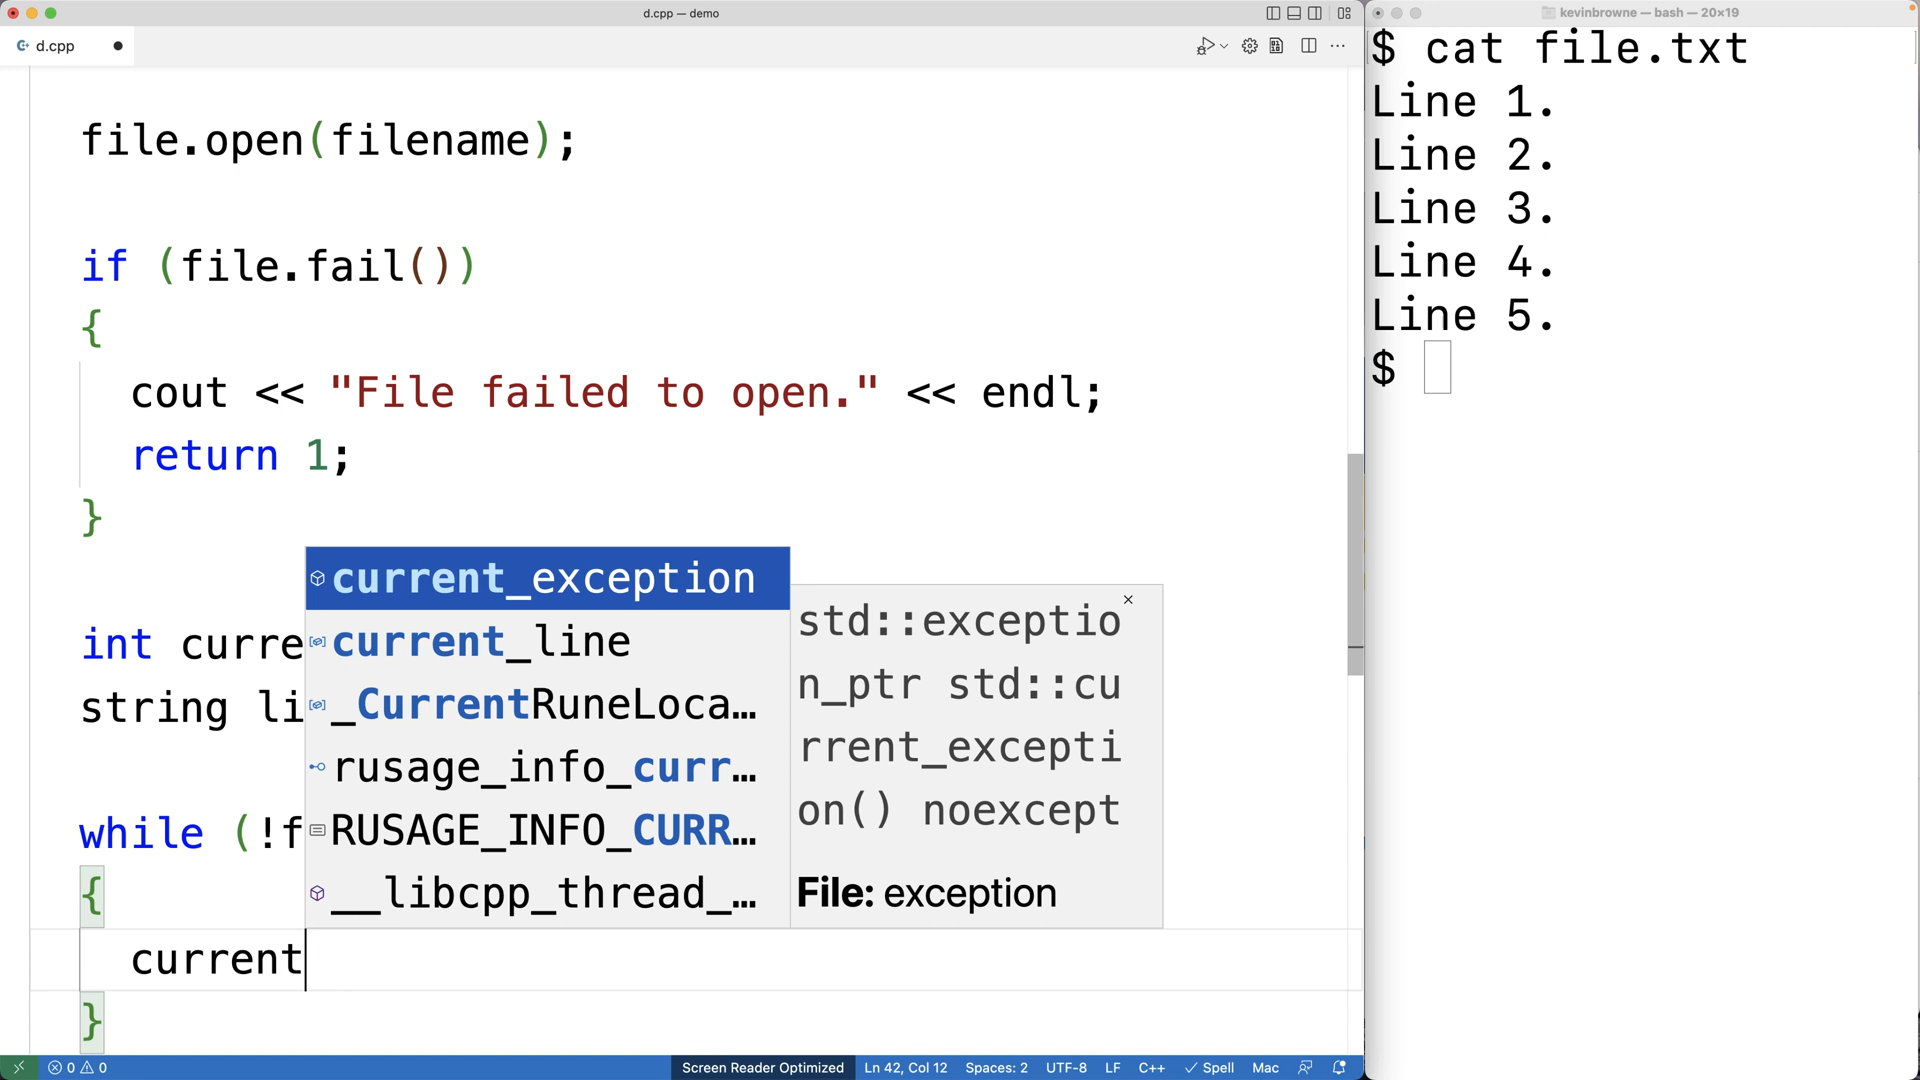 d.cpp — demo
d.cpp
file.open(filename);
if (file.fail())
{
cout << "File failed to open." << endl;
return 1;
}
int curre
string li
while (!f
{
current
}
current_exception
current_line
_CurrentRuneLoca…
rusage_info_curr…
RUSAGE_INFO_CURR…
__libcpp_thread_…
std::exceptio
n_ptr std::cu
rrent_excepti
on() noexcept
File: exception
0 0
Screen Reader Optimized
Ln 42, Col 12
Spaces: 2
UTF-8
LF
C++
Spell
Mac
kevinbrowne — bash — 20×19
$ cat file.txt
Line 1.
Line 2.
Line 3.
Line 4.
Line 5.
$